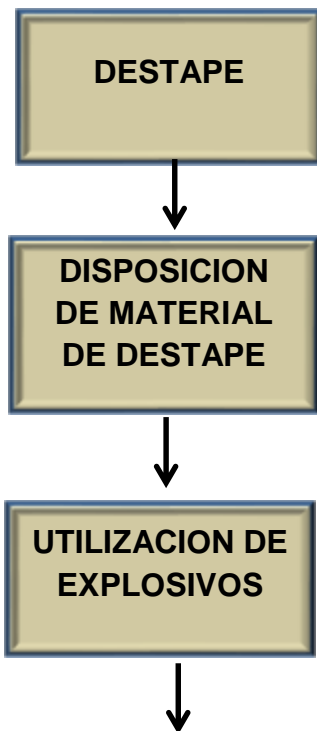 DESTAPE
DISPOSICION
DE MATERIAL
DE DESTAPE
UTILIZACION DE
EXPLOSIVOS